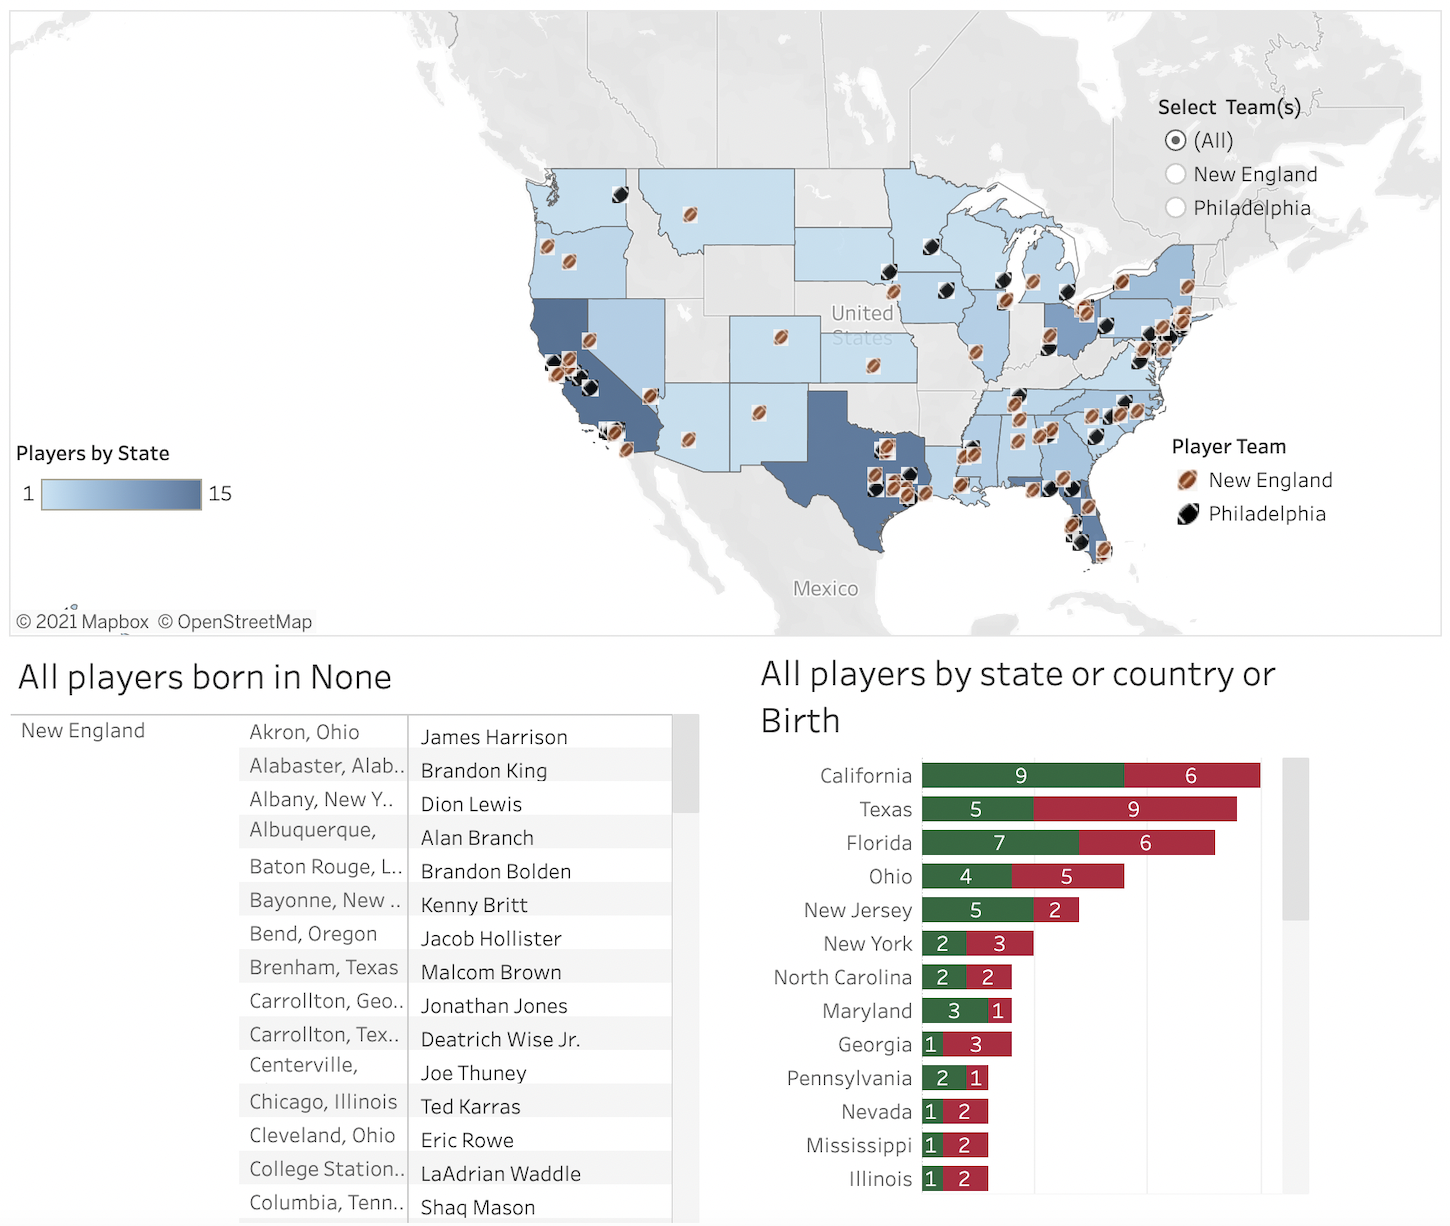 Select Team(s)
(All)
New England
Philadelphia
United
States
Players by State
1
15
Player Team
New England
Philadelphia
Mexico
© 2021 Mapbox © OpenStreetMap
All players born in None
New England
Akron, Ohio James Harrison
Alabaster, Alab.. Brandon King
Albany, New Y.. Dion Lewis
Albuquerque, Alan Branch
Baton Rouge, L.. Brandon Bolden
Bayonne, New .. Kenny Britt
Bend, Oregon Jacob Hollister
Brenham, Texas Malcom Brown
Carrollton, Geo.. Jonathan Jones
Carrollton, Tex.. Deatrich Wise Jr.
Centerville, Joe Thuney
Chicago, Illinois Ted Karras
Cleveland, Ohio Eric Rowe
College Station.. LaAdrian Waddle
Columbia, Tenn.. Shaq Mason
All players by state or country or
Birth
California 9 6
Texas 5 9
Florida 7 6
Ohio 4 5
New Jersey 5 2
New York 2 3
North Carolina 2 2
Maryland 3 1
Georgia 1 3
Pennsylvania 2 1
Nevada 1 2
Mississippi 1 2
Illinois 1 2